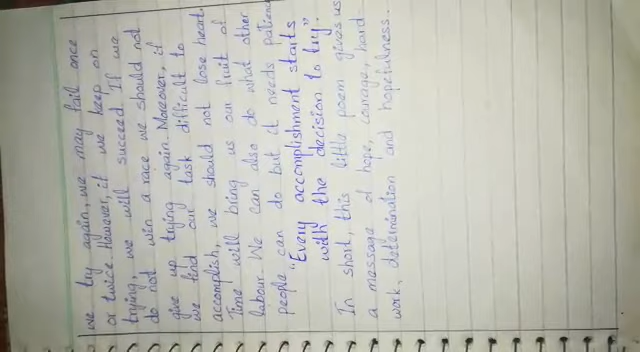 we try again, we may fail once
or twice. However, if we keep on
trying, we will succeed. If we
do not win a race we should not
give up trying again. Moreover, if
we find our task difficult to
accomplish, we should not lose heart.
Time will bring us our fruit of
labour. We can also do what other
people can do but it needs patience
"Every accomplishment starts
with the decision to try."
In short, this little poem gives us
a message of hope, courage, hard-
work, determination and hopefulness.